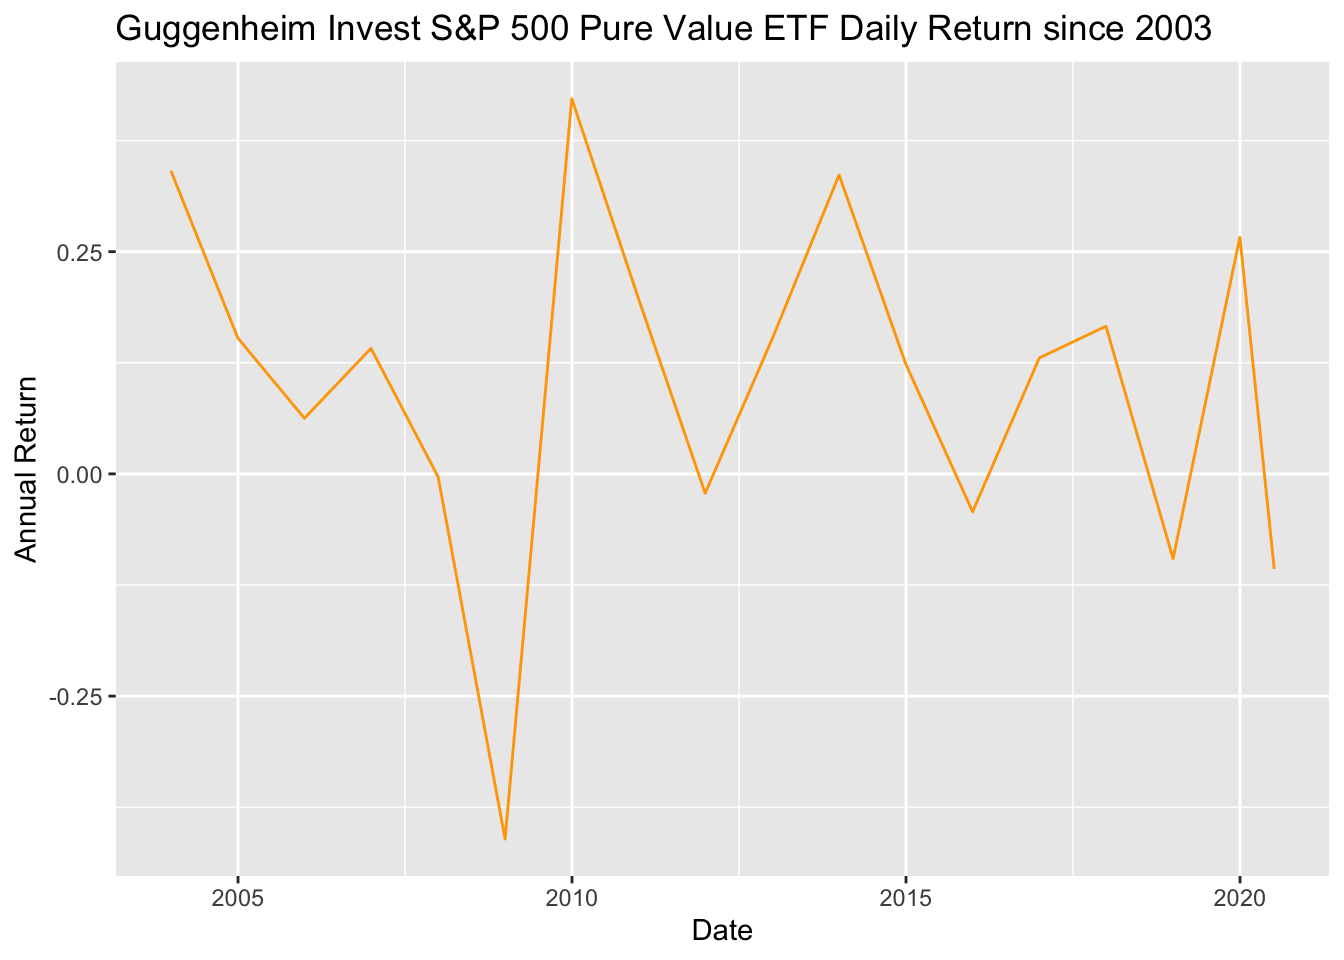 Guggenheim Invest S&P 500 Pure Value ETF Daily Return since 2003
Annual Return
0.25
0.00
-0.25
2005 2010 2015 2020
Date